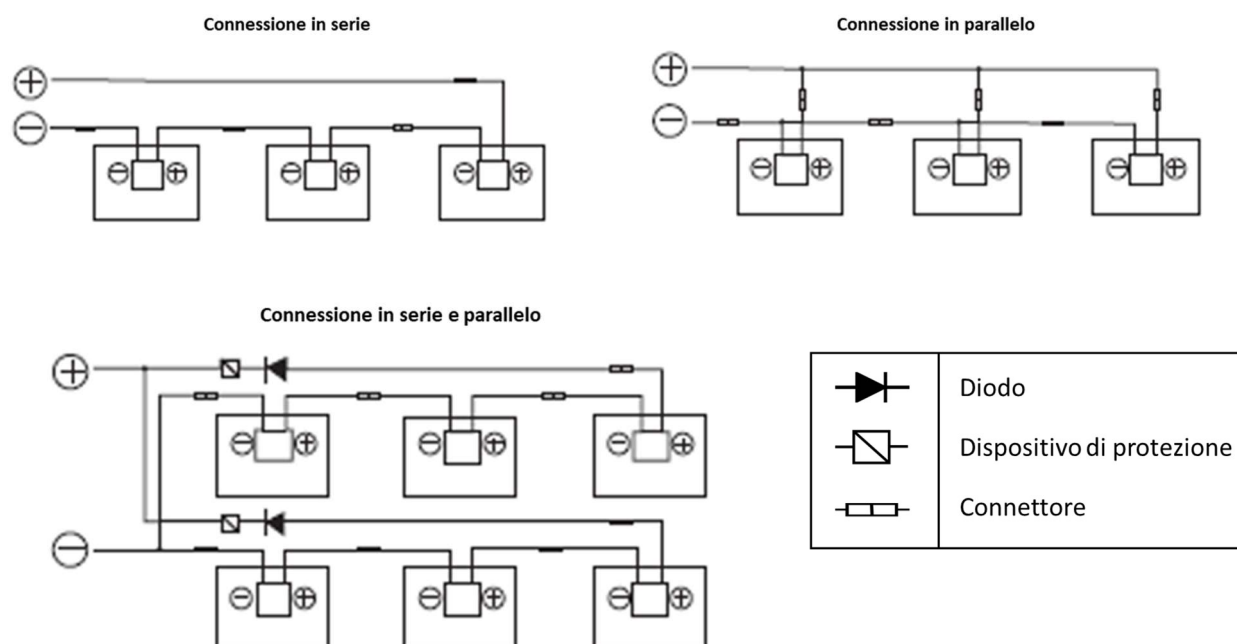 Connessione in serie
Connessione in parallelo
Connessione in serie e parallelo
Diodo
Dispositivo di protezione
Connettore